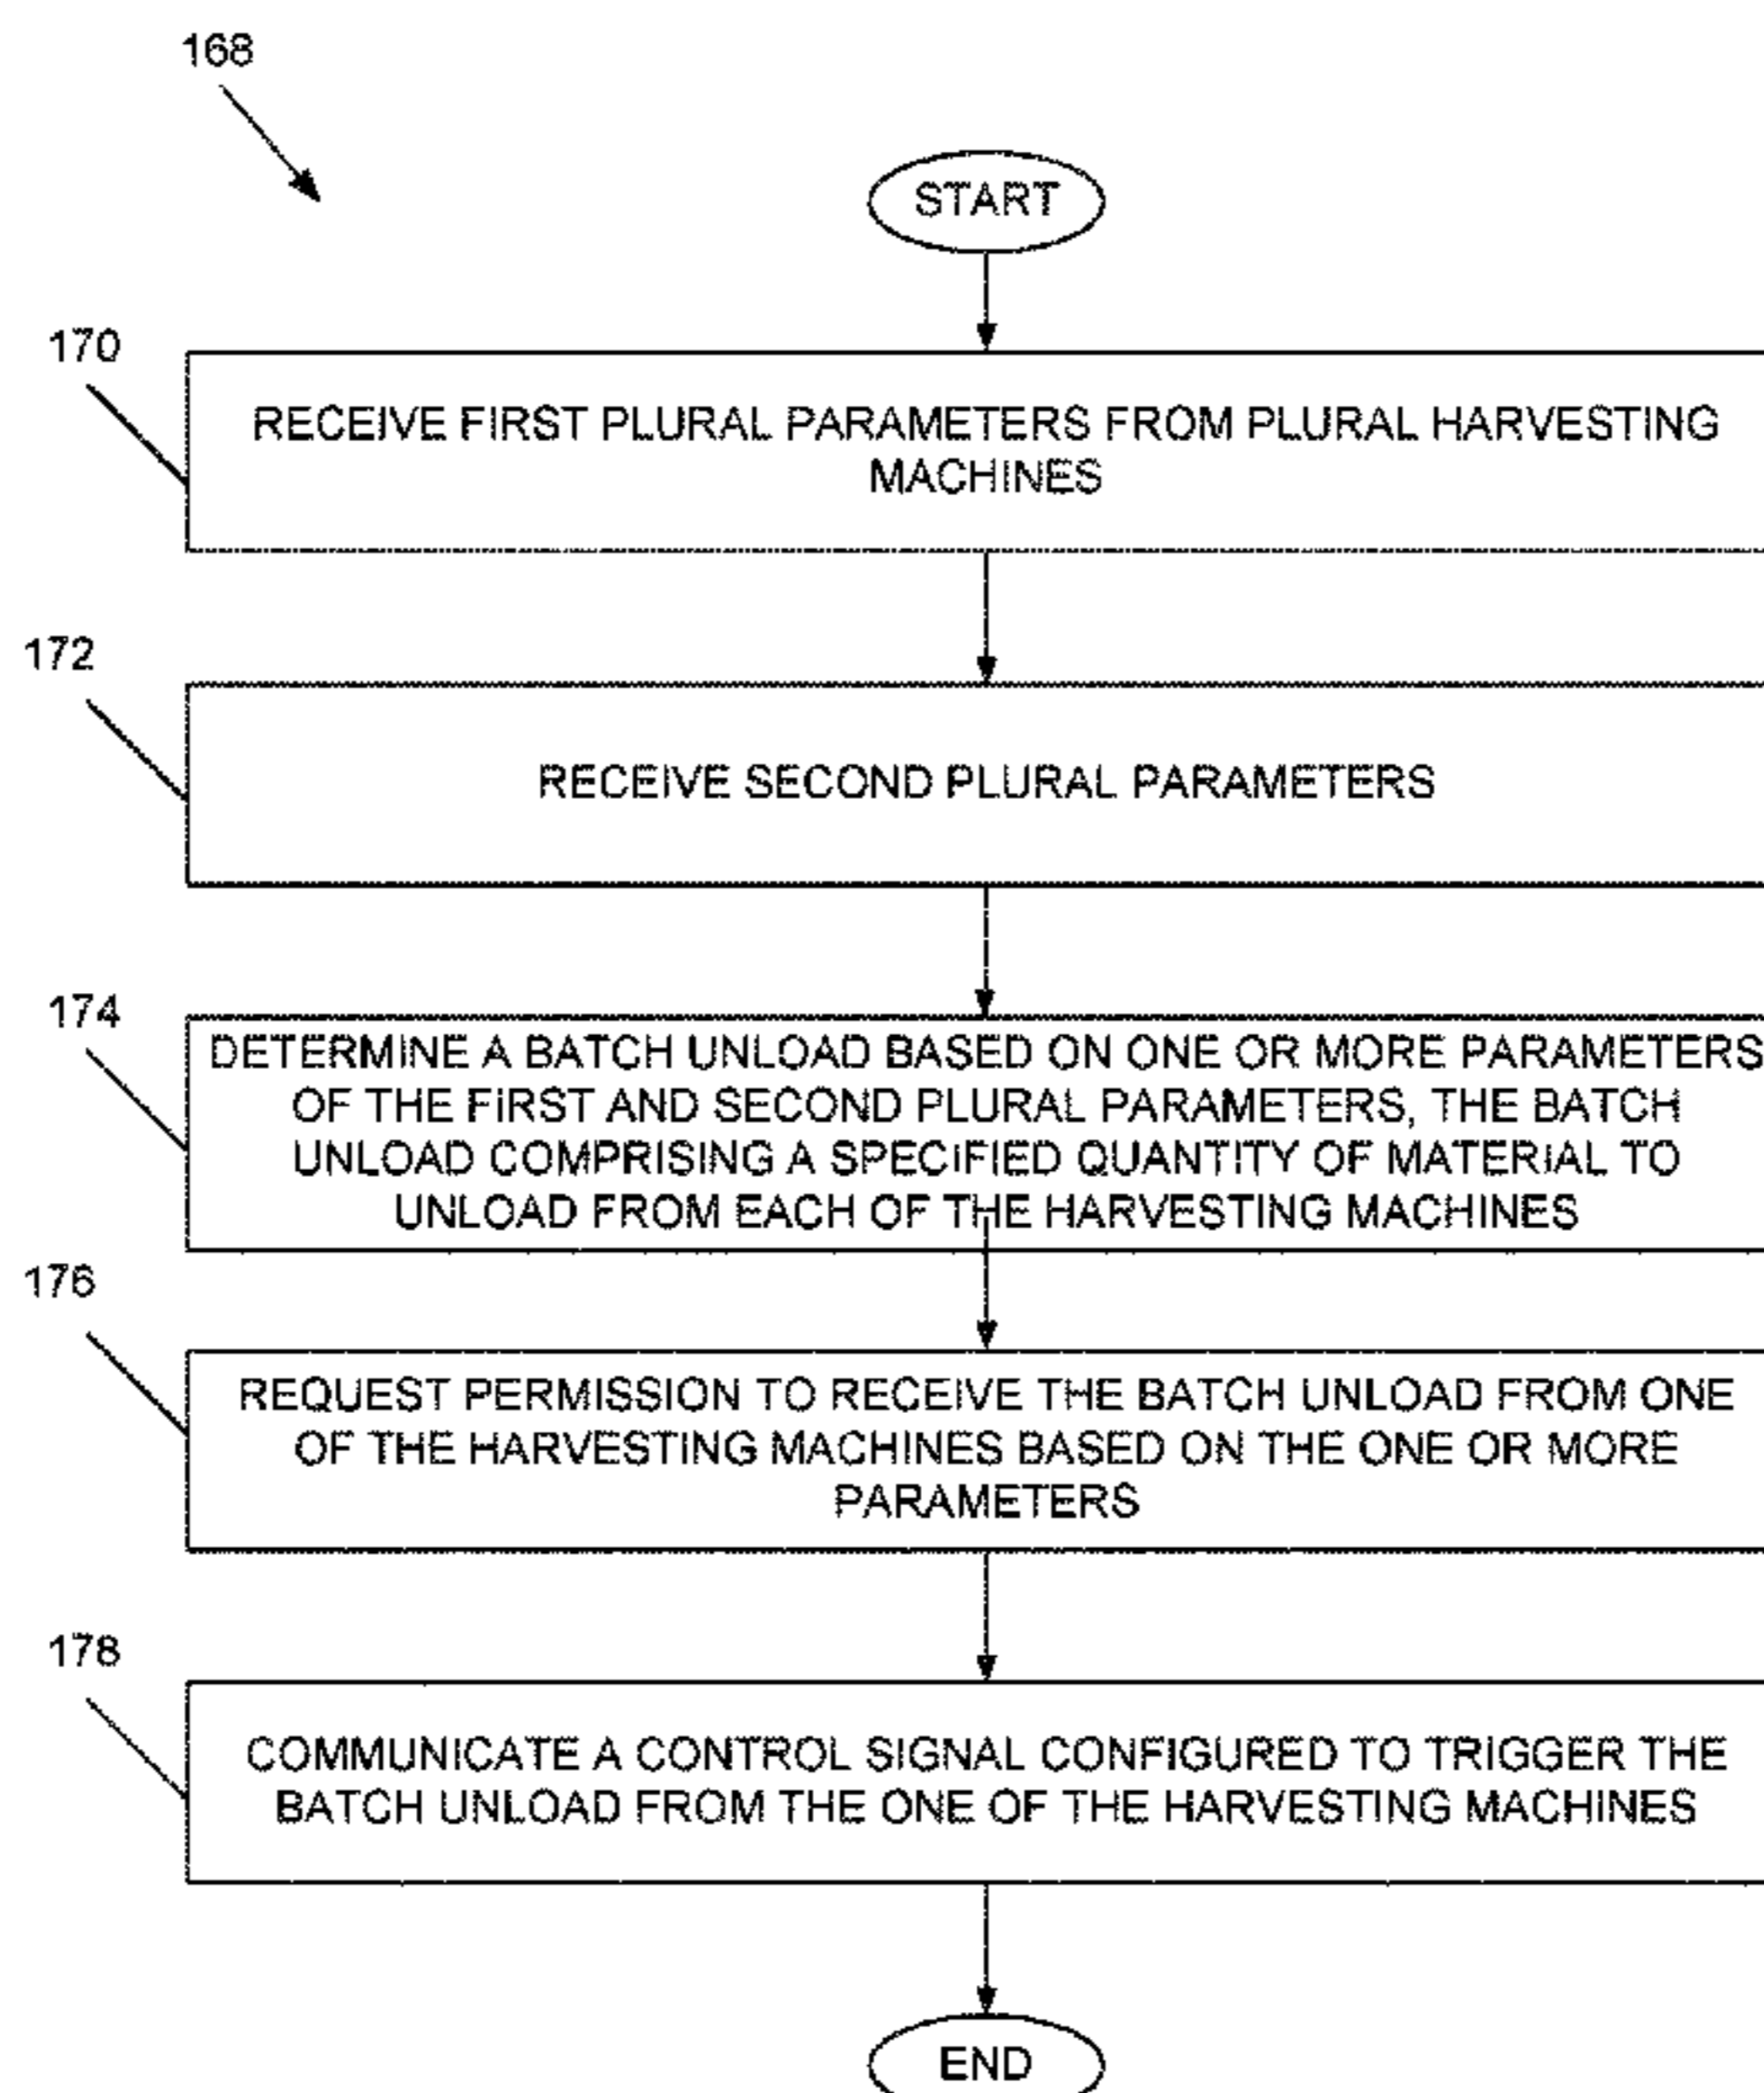 168
START
170
RECEIVE FIRST PLURAL PARAMETERS FROM PLURAL HARVESTING
MACHINES
172
RECEIVE SECOND PLURAL PARAMETERS
174
DETERMINE A BATCH UNLOAD BASED ON ONE OR MORE PARAMETERS
OF THE FIRST AND SECOND PLURAL PARAMETERS, THE BATCH
UNLOAD COMPRISING A SPECIFIED QUANTITY OF MATERIAL TO
UNLOAD FROM EACH OF THE HARVESTING MACHINES
176
REQUEST PERMISSION TO RECEIVE THE BATCH UNLOAD FROM ONE
OF THE HARVESTING MACHINES BASED ON THE ONE OR MORE
PARAMETERS
178
COMMUNICATE A CONTROL SIGNAL CONFIGURED TO TRIGGER THE
BATCH UNLOAD FROM THE ONE OF THE HARVESTING MACHINES
END